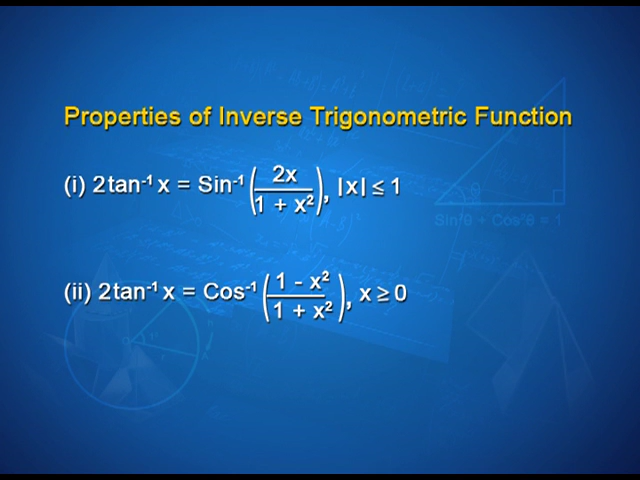 Properties of Inverse Trigonometric Function
(i) 2tan⁻¹ x = Sin⁻¹ (2x / 1 + x²), |x| ≤ 1
Sin²θ + Cos²θ = 1
(ii) 2tan⁻¹ x = Cos⁻¹ (1 - x² / 1 + x²), x ≥ 0